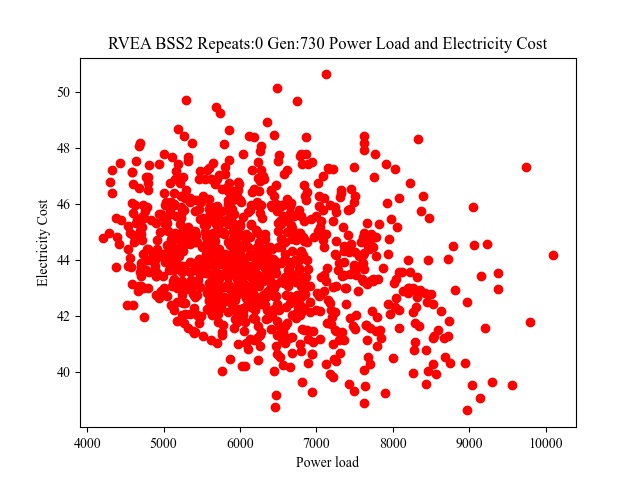 RVEA BSS2 Repeats:0 Gen:730 Power Load and Electricity Cost
50
48
46
44
42
40
Electricity Cost
4000 5000 6000 7000 8000 9000 10000
Power load